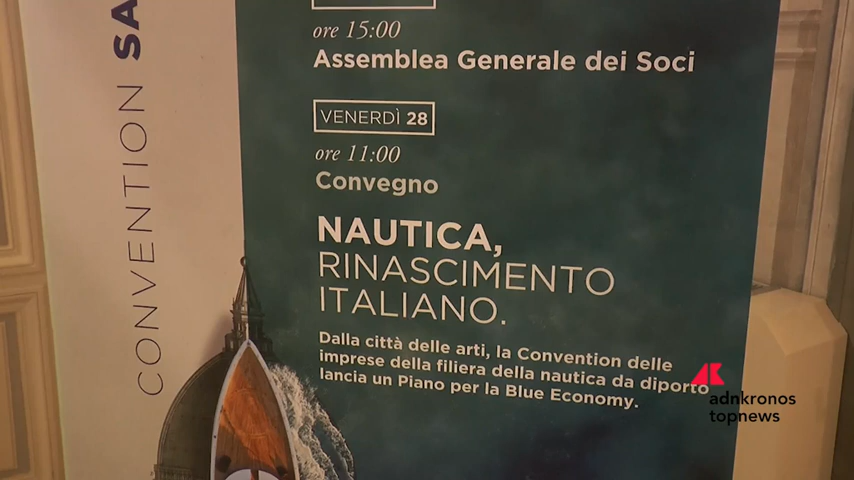 CONVENTION SA
ore 15:00
Assemblea Generale dei Soci
VENERDÌ 28
ore 11:00
Convegno
NAUTICA,
RINASCIMENTO
ITALIANO.
Dalla città delle arti, la Convention delle
imprese della filiera della nautica da diporto
lancia un Piano per la Blue Economy.
adnkronos
topnews